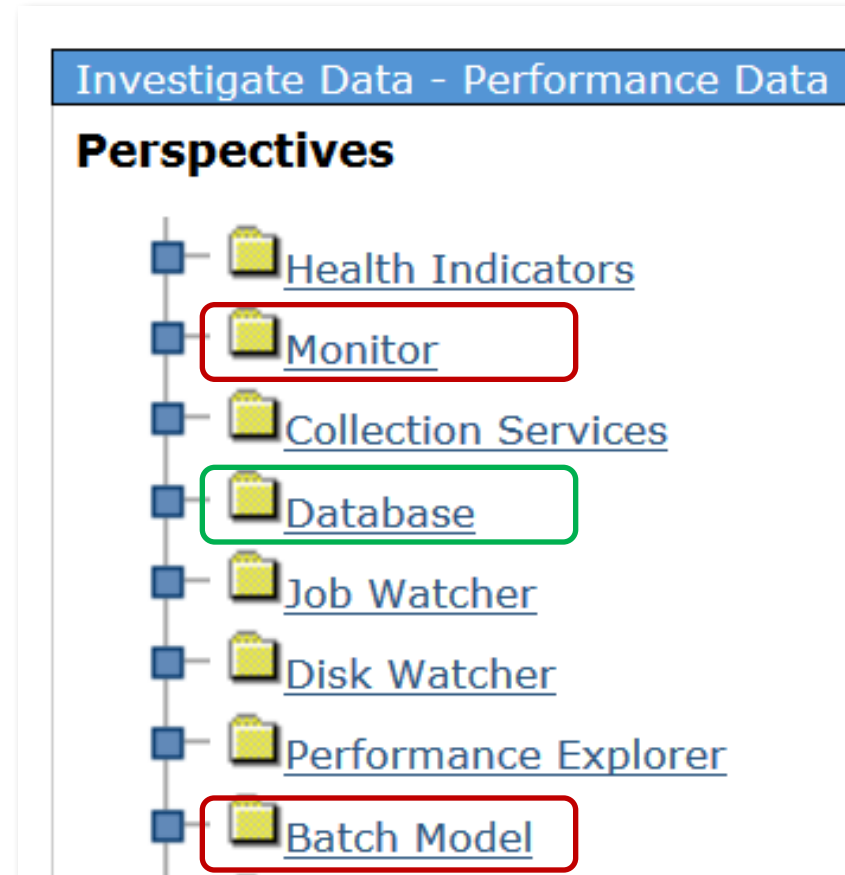 Investigate Data - Performance Data
Perspectives
Health Indicators
Monitor
Collection Services
Database
Job Watcher
Disk Watcher
Performance Explorer
Batch Model